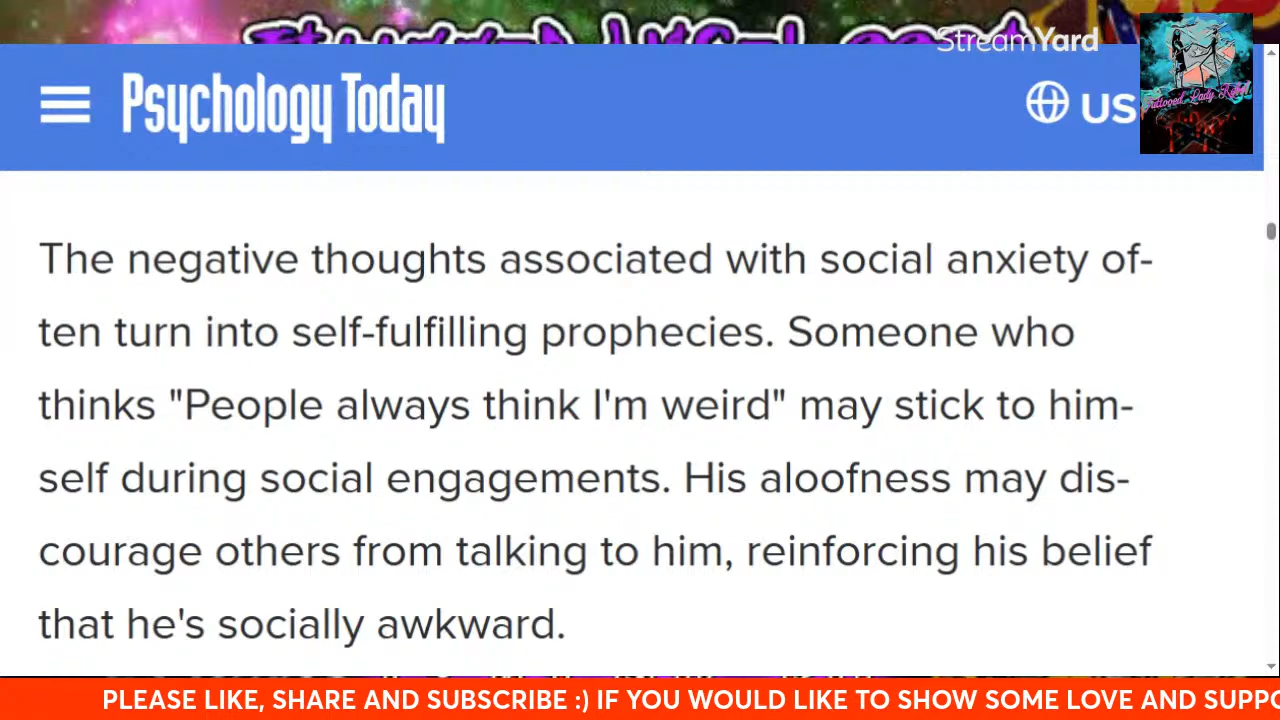 StreamYard
Psychology Today
US
Tattooed Lady
The negative thoughts associated with social anxiety of-
ten turn into self-fulfilling prophecies. Someone who
thinks "People always think I'm weird" may stick to him-
self during social engagements. His aloofness may dis-
courage others from talking to him, reinforcing his belief
that he's socially awkward.
PLEASE LIKE, SHARE AND SUBSCRIBE :) IF YOU WOULD LIKE TO SHOW SOME LOVE AND SUPPO